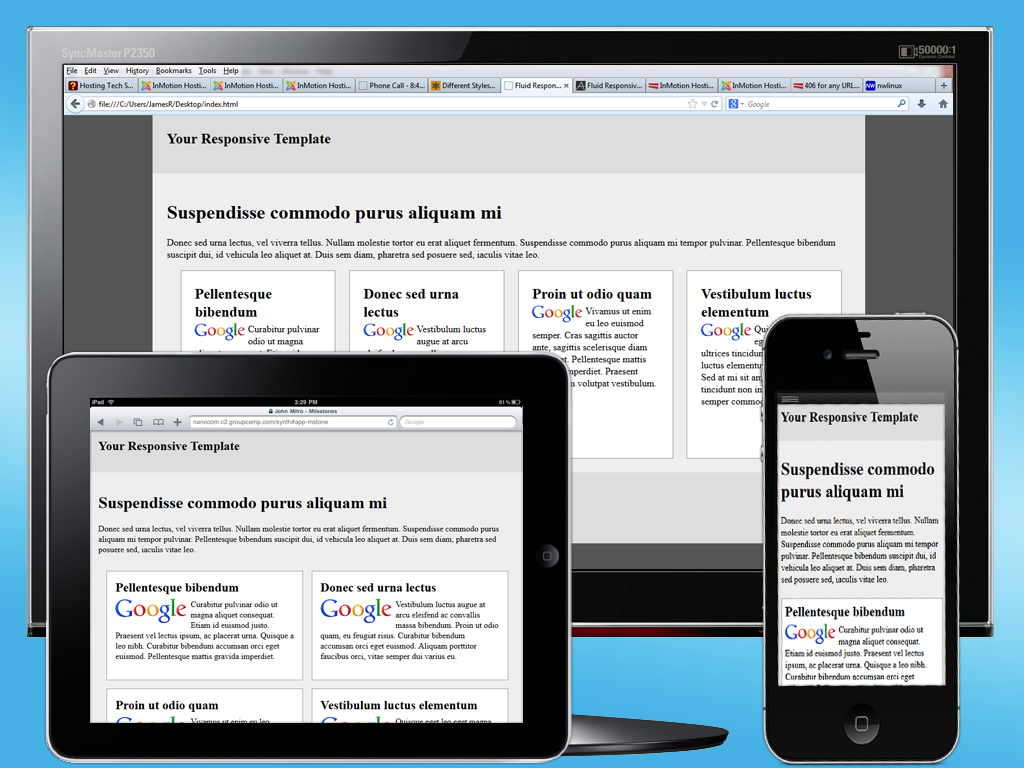 SyncMaster P2350
50000:1
Dynamic Contrast
File Edit View History Bookmarks Tools Help
Hosting Tech S...
InMotion Hosti...
InMotion Hosti...
InMotion Hosti...
Phone Call - 8:4...
Different Styles...
Fluid Respon...
Fluid Responsiv...
InMotion Hosti...
InMotion Hosti...
406 for any URL...
NW nwlinux
file:///C:/Users/JamesR/Desktop/index.html
Google
Your Responsive Template
Suspendisse commodo purus aliquam mi
Donec sed urna lectus, vel viverra tellus. Nullam molestie tortor eu erat aliquet fermentum. Suspendisse commodo purus aliquam mi tempor pulvinar. Pellentesque bibendum
suscipit dui, id vehicula leo aliquet at. Duis sem diam, pharetra sed posuere sed, iaculis vitae leo.
Pellentesque
bibendum
Google Curabitur pulvinar
odio ut magna
Donec sed urna
lectus
Google Vestibulum luctus
augue at arcu
Proin ut odio quam
Google Vivamus ut enim
eu leo euismod
semper. Cras sagittis auctor
ante, sagittis scelerisque diam
Pellentesque mattis
imperdiet. Praesent
volutpat vestibulum.
Vestibulum luctus
elementum
Google
ultrices tincidun
luctus elementum
Sed at mi sit an
tincidunt non in
semper commo
iPad
3:29 PM
51 %
John Mitro - Milestones
nanocom.c2.groupcamp.com/synth#app-mstone
Google
Your Responsive Template
Suspendisse commodo purus aliquam mi
Donec sed urna lectus, vel viverra tellus. Nullam molestie tortor eu erat aliquet fermentum. Suspendisse commodo purus
aliquam mi tempor pulvinar. Pellentesque bibendum suscipit dui, id vehicula leo aliquet at. Duis sem diam, pharetra sed
posuere sed, iaculis vitae leo.
Pellentesque bibendum
Google Curabitur pulvinar odio ut
magna aliquet consequat.
Etiam id euismod justo.
Praesent vel lectus ipsum, ac placerat urna. Quisque a
leo nibh. Curabitur bibendum accumsan orci eget
euismod. Pellentesque mattis gravida imperdiet.
Donec sed urna lectus
Google Vestibulum luctus augue at
arcu eleifend ac convallis
massa bibendum. Proin ut odio
quam, eu feugiat risus. Curabitur bibendum
accumsan orci eget euismod. Aliquam porttitor
faucibus orci, vitae semper dui varius eu.
Proin ut odio quam
Google Vivamus ut enim eu leo
Vestibulum luctus elementum
Google Quisque eget leo eget magna
Your Responsive Template
Suspendisse commodo
purus aliquam mi
Donec sed urna lectus, vel viverra tellus. Nullam
molestie tortor eu erat aliquet fermentum.
Suspendisse commodo purus aliquam mi tempor
pulvinar. Pellentesque bibendum suscipit dui, id
vehicula leo aliquet at. Duis sem diam, pharetra
sed posuere sed, iaculis vitae leo.
Pellentesque bibendum
Google Curabitur pulvinar odio ut
magna aliquet consequat.
Etiam id euismod justo. Praesent vel lectus
ipsum, ac placerat urna. Quisque a leo nibh.
Curabitur bibendum accumsan orci eget